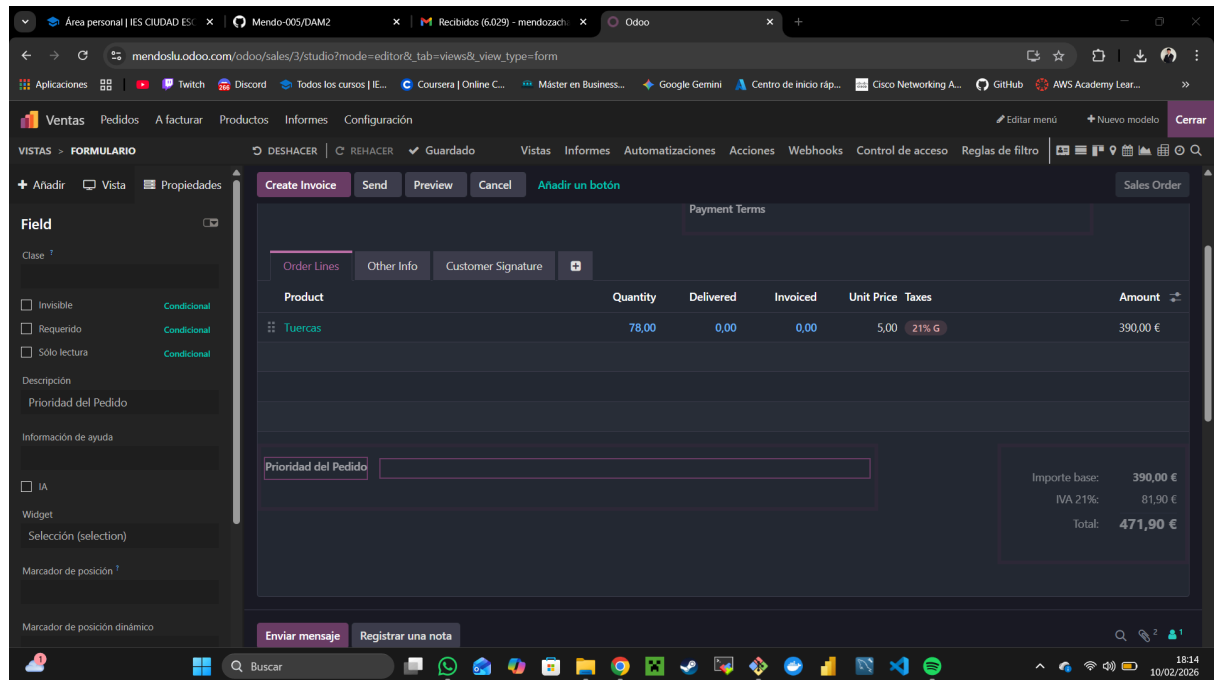 Área personal | IES CIUDAD ESC
Mendo-005/DAM2
Recibidos (6.029) - mendozach
Odoo
mendoslu.odoo.com/odoo/sales/3/studio?mode=editor&_tab=views&_view_type=form
Aplicaciones
Twitch
266
Discord
Todos los cursos | IE...
Coursera | Online C...
Máster en Business...
Google Gemini
Centro de inicio ráp...
Cisco Networking A...
GitHub
AWS Academy Lear...
»
Ventas Pedidos A facturar Productos Informes Configuración
Editar menú
Nuevo modelo
Cerrar
VISTAS > FORMULARIO
DESHACER
REHACER
Guardado
Vistas Informes Automatizaciones Acciones Webhooks Control de acceso Reglas de filtro
+ Añadir
Vista
Propiedades
Create Invoice Send Preview Cancel Añadir un botón
Sales Order
Field
Payment Terms
Clase ?
Order Lines Other Info Customer Signature
Product Quantity Delivered Invoiced Unit Price Taxes Amount
Invisible Condicional
Requerido Condicional
Sólo lectura Condicional
Tuercas 78,00 0,00 0,00 5,00 21% G 390,00 €
Descripción
Prioridad del Pedido
Información de ayuda
IA
Widget
Selección (selection)
Marcador de posición ?
Marcador de posición dinámico
Prioridad del Pedido
Importe base: 390,00 €
IVA 21%: 81,90 €
Total: 471,90 €
Enviar mensaje Registrar una nota
2
1
1
Buscar
18:14
10/02/2026